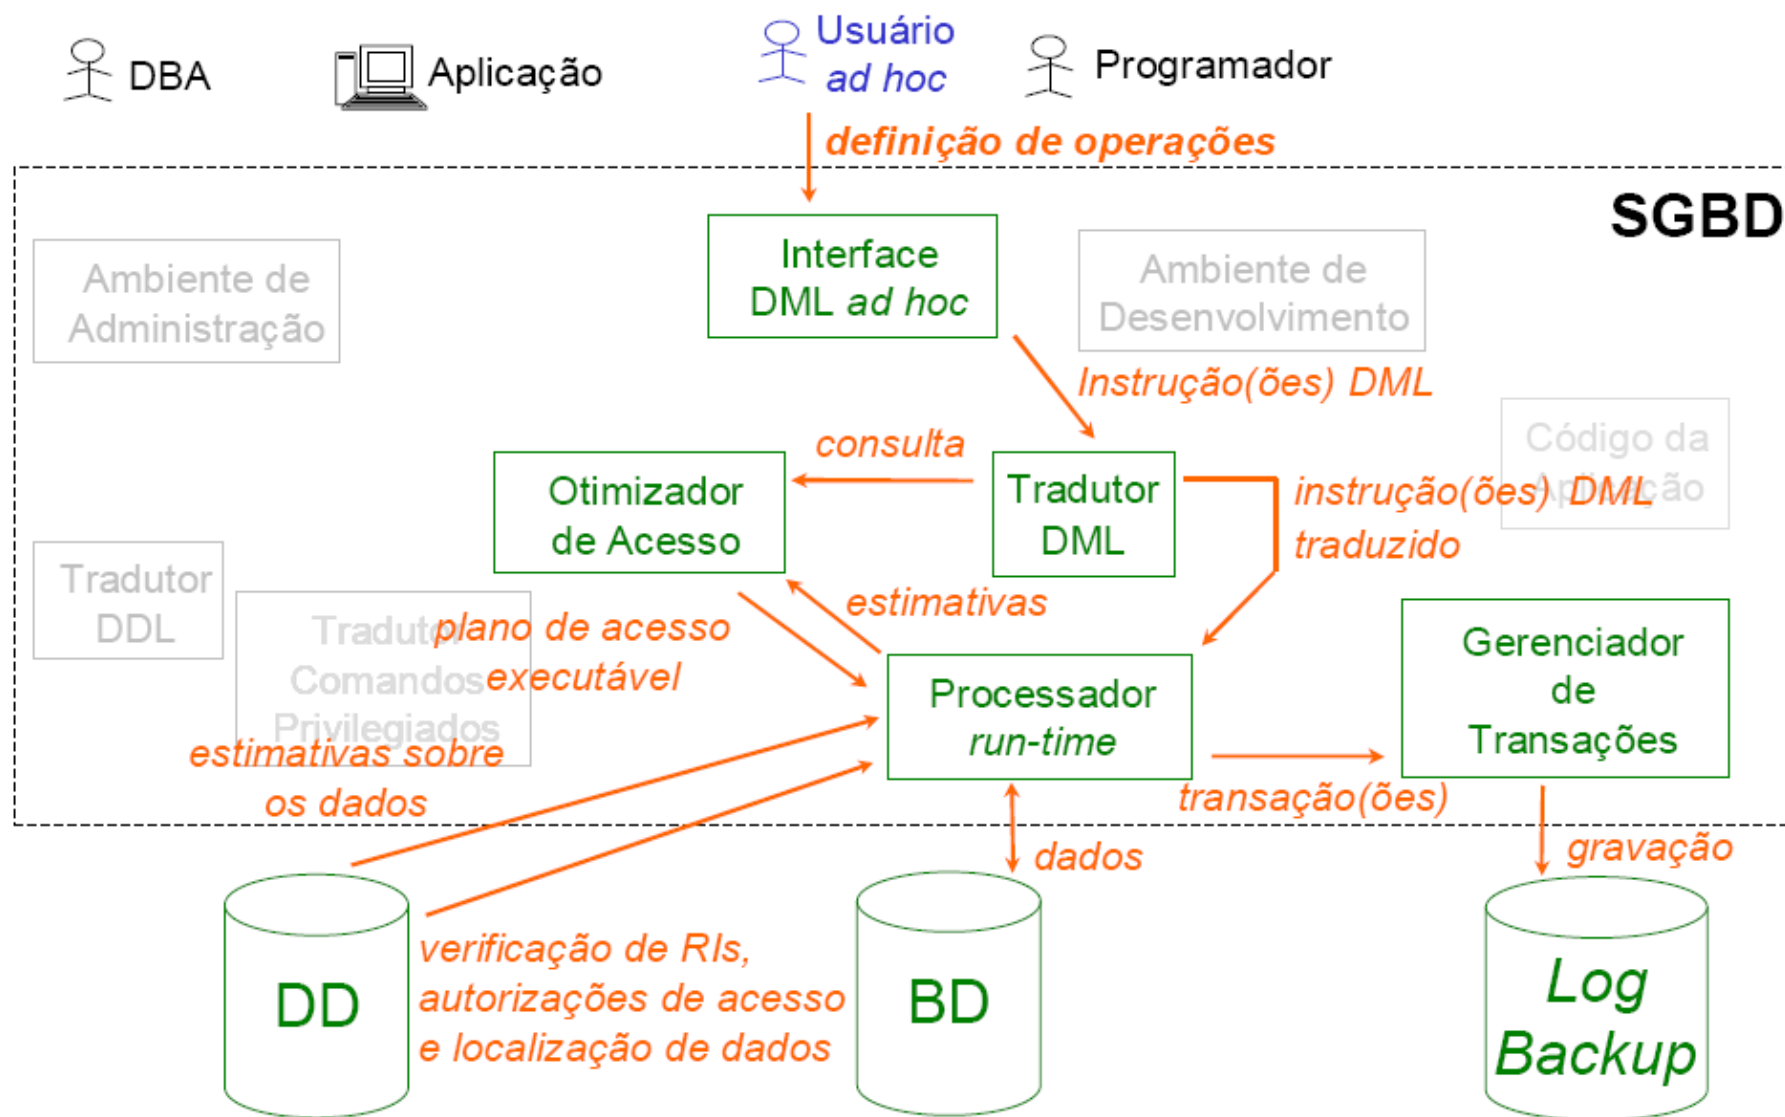 DBA
Aplicação
Usuário
ad hoc
Programador
definição de operações
SGBD
Interface
DML ad hoc
Ambiente de
Administração
Ambiente de
Desenvolvimento
Instrução(ões) DML
consulta
Código da
Aplicação
Otimizador
de Acesso
Tradutor
DML
instrução(ões) DML
traduzido
Tradutor
DDL
estimativas
Tradutor
Comandos
Privilegiados
plano de acesso
executável
Gerenciador
de
Transações
Processador
run-time
estimativas sobre
os dados
transação(ões)
dados
gravação
DD
verificação de RIs,
autorizações de acesso
e localização de dados
BD
Log
Backup